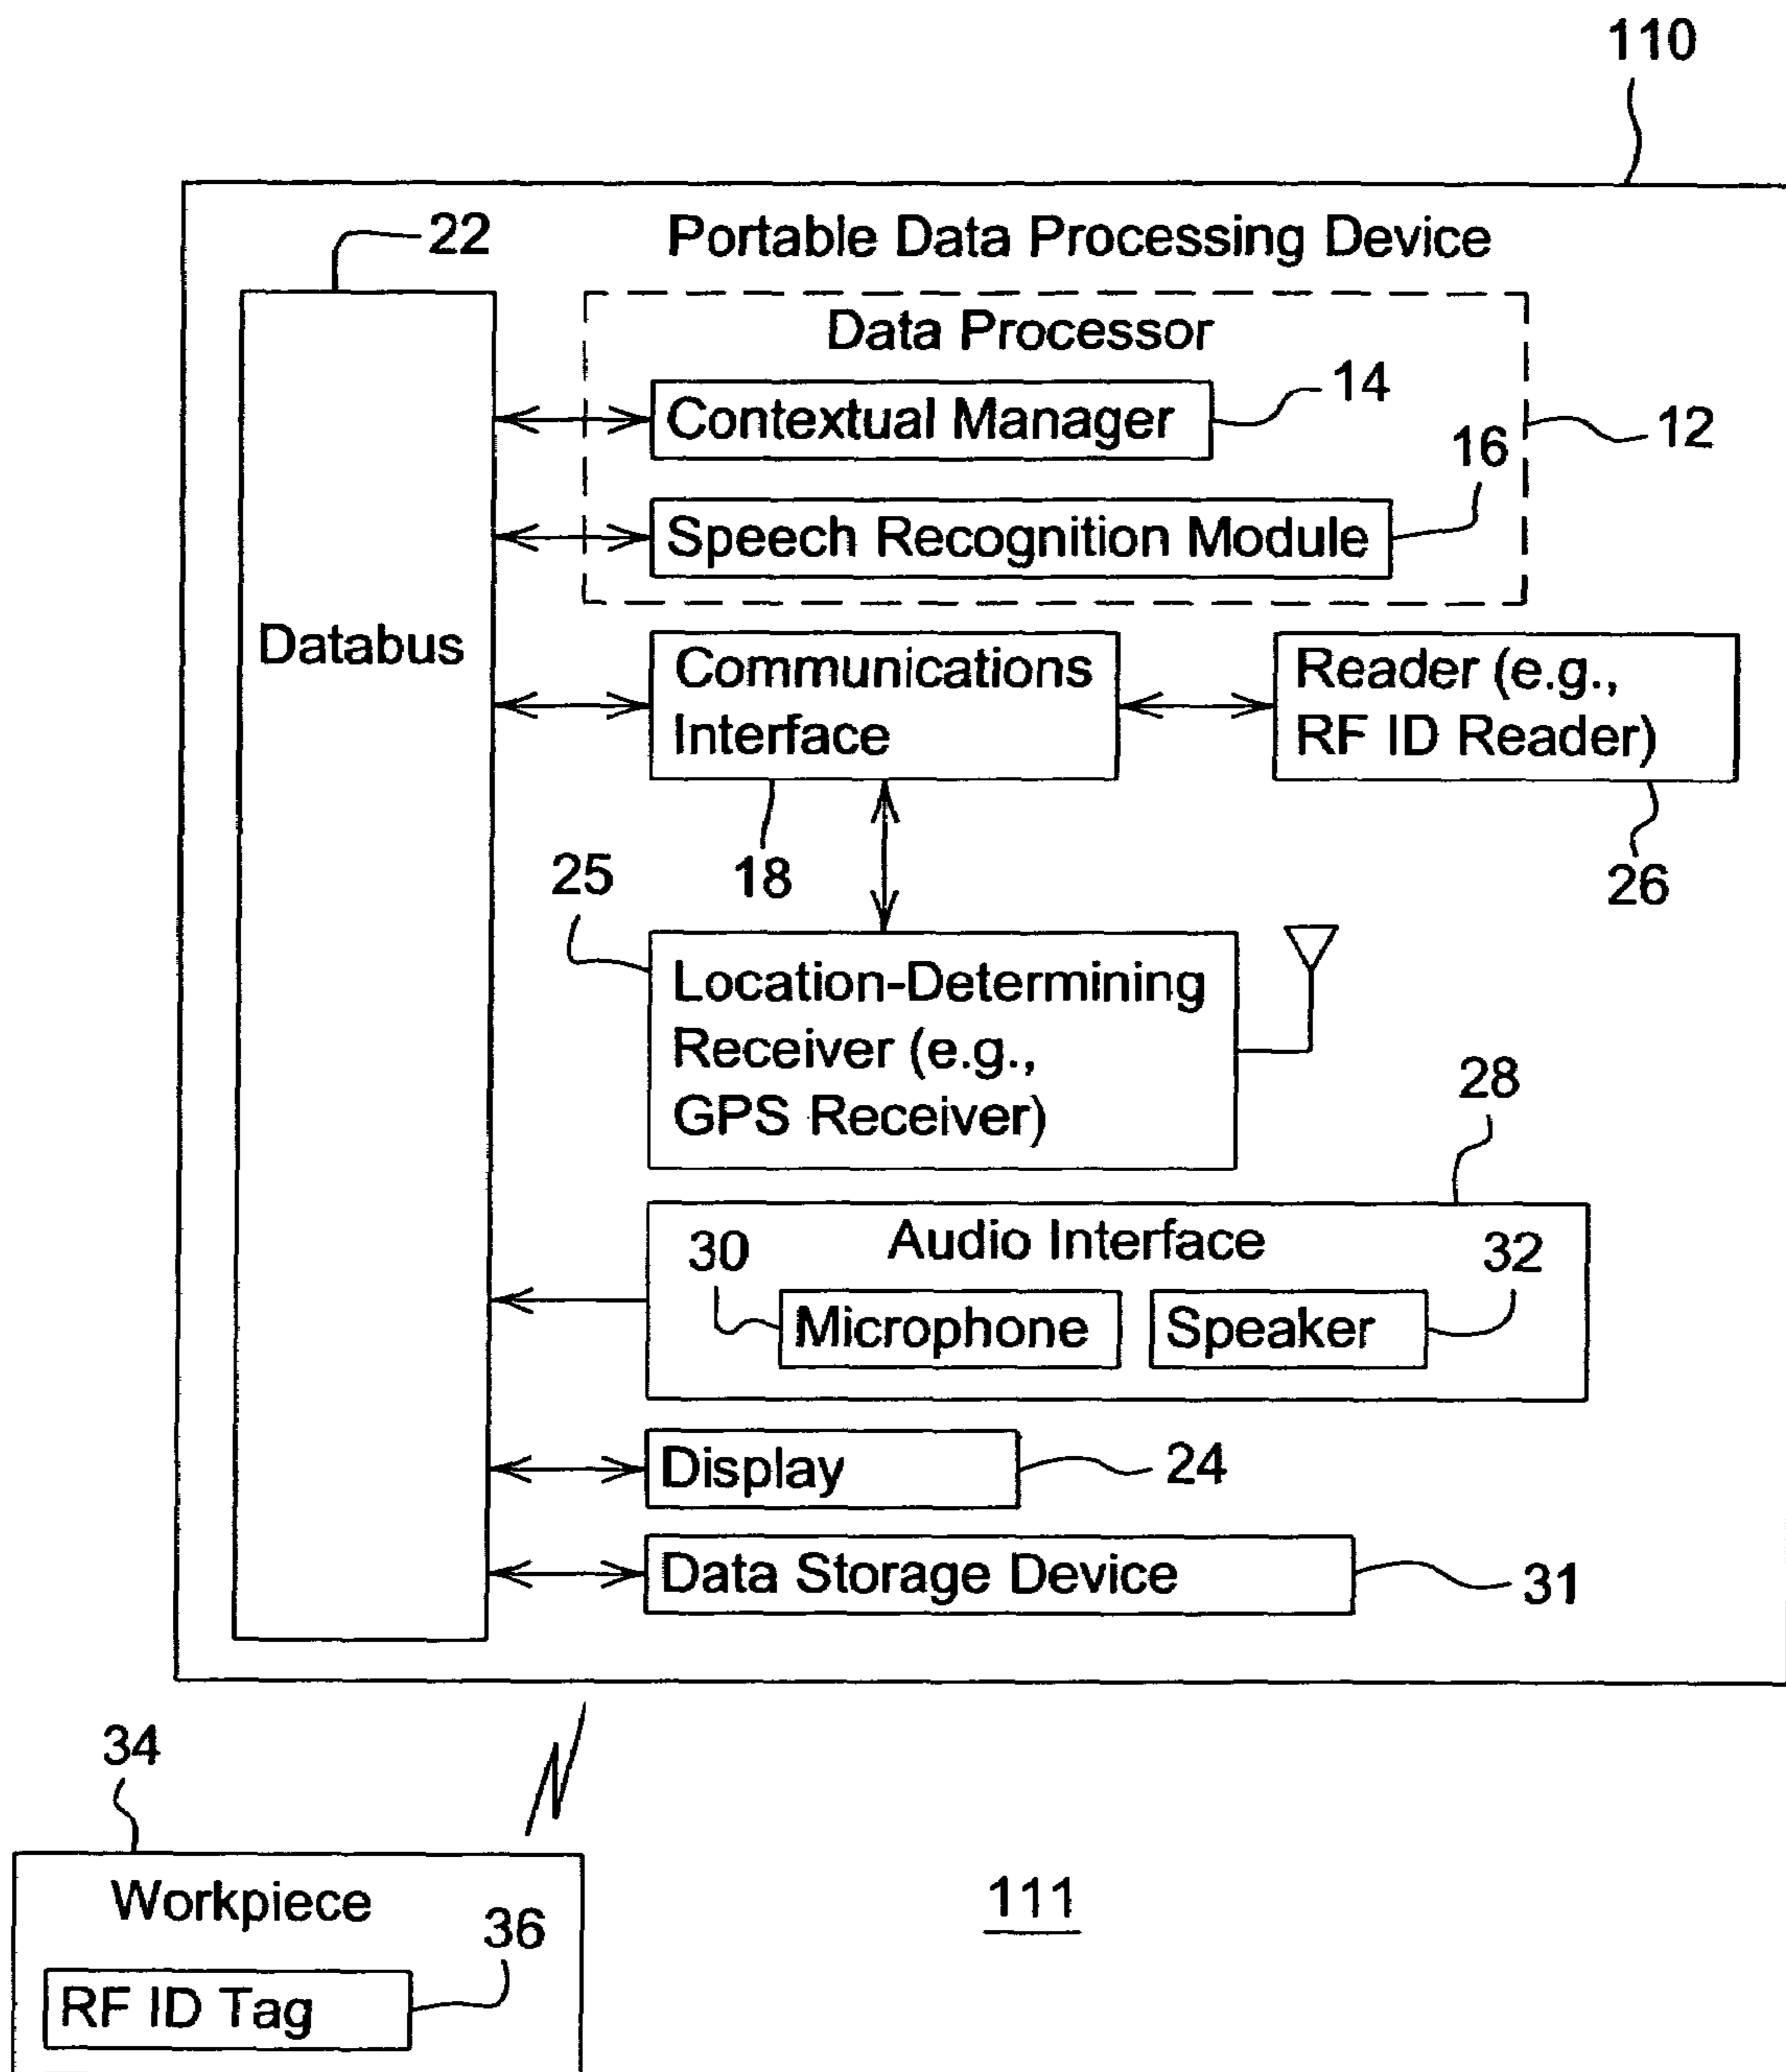 110
22
Portable Data Processing Device
Data Processor
Contextual Manager
14
12
16
Speech Recognition Module
Databus
Communications
Interface
Reader (e.g.,
RF ID Reader)
18
26
25
Location-Determining
Receiver (e.g.,
GPS Receiver)
28
Audio Interface
30
32
Microphone
Speaker
Display
24
Data Storage Device
31
34
Workpiece
36
RF ID Tag
111